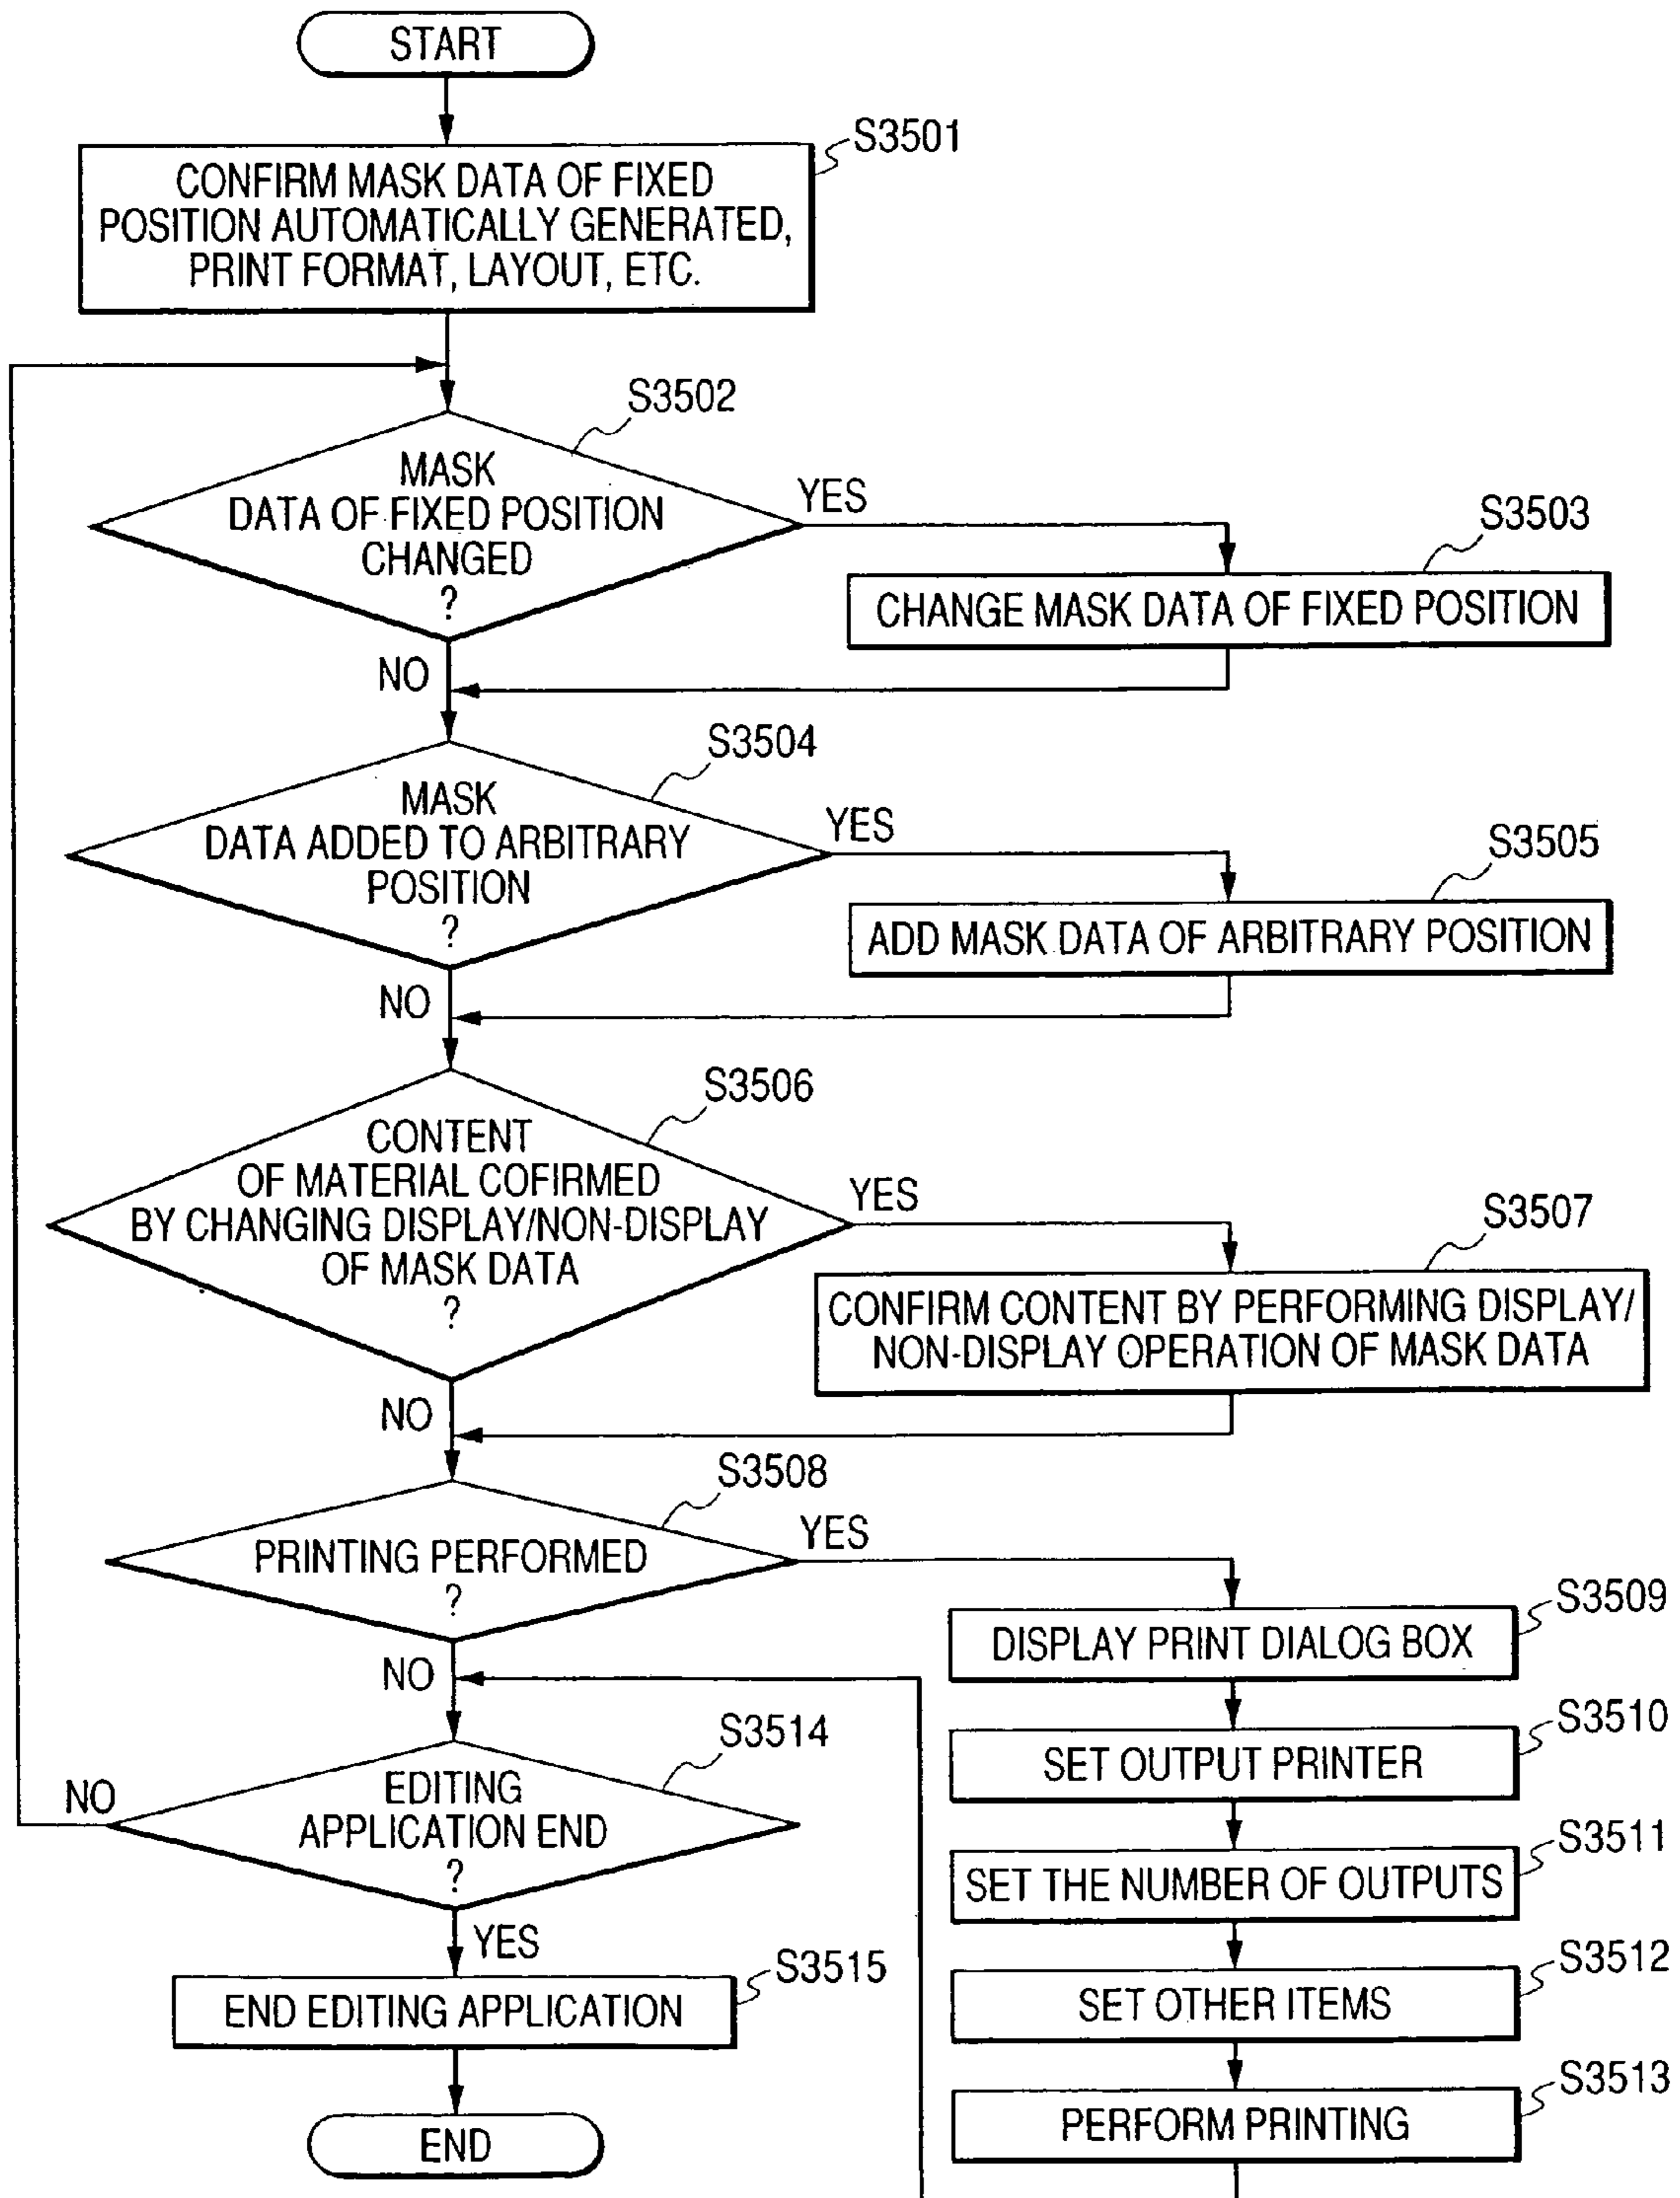 START
S3501
CONFIRM MASK DATA OF FIXED
POSITION AUTOMATICALLY GENERATED,
PRINT FORMAT, LAYOUT, ETC.
S3502
MASK
DATA OF FIXED POSITION
CHANGED
?
YES
NO
S3503
CHANGE MASK DATA OF FIXED POSITION
S3504
MASK
DATA ADDED TO ARBITRARY
POSITION
?
YES
NO
S3505
ADD MASK DATA OF ARBITRARY POSITION
S3506
CONTENT
OF MATERIAL COFIRMED
BY CHANGING DISPLAY/NON-DISPLAY
OF MASK DATA
?
YES
NO
S3507
CONFIRM CONTENT BY PERFORMING DISPLAY/
NON-DISPLAY OPERATION OF MASK DATA
S3508
PRINTING PERFORMED
?
YES
NO
S3509
DISPLAY PRINT DIALOG BOX
S3510
SET OUTPUT PRINTER
S3511
SET THE NUMBER OF OUTPUTS
S3512
SET OTHER ITEMS
S3513
PERFORM PRINTING
S3514
EDITING
APPLICATION END
?
NO
YES
S3515
END EDITING APPLICATION
END